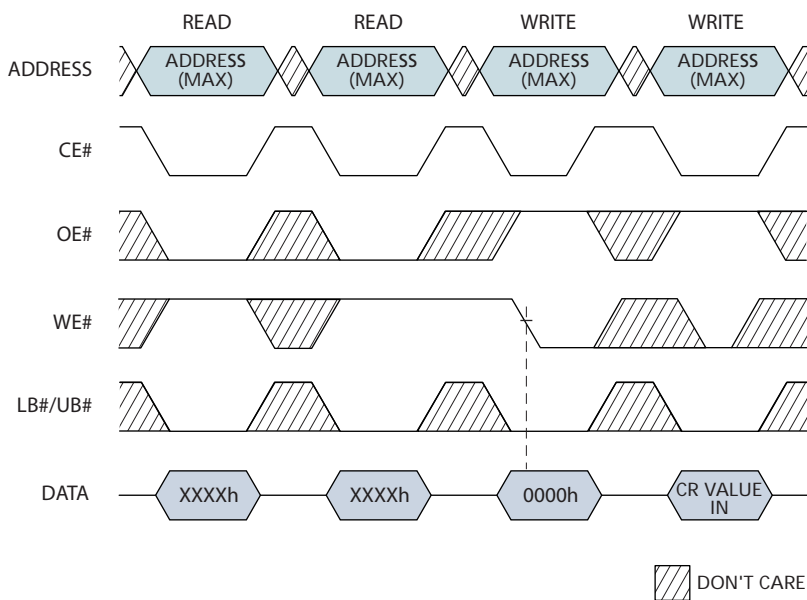 READ READ WRITE WRITE
ADDRESS
ADDRESS
(MAX)
ADDRESS
(MAX)
ADDRESS
(MAX)
ADDRESS
(MAX)
CE#
OE#
WE#
LB#/UB#
DATA
XXXXh
XXXXh
0000h
CR VALUE
IN
DON'T CARE